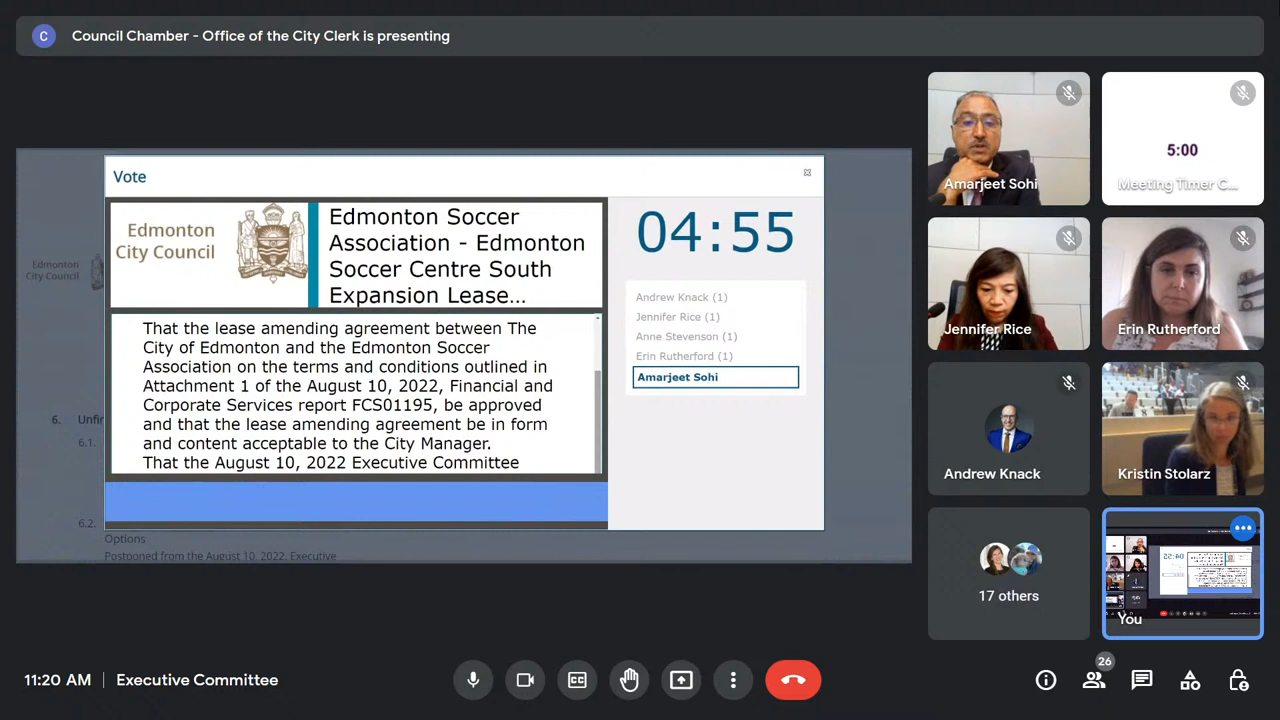 C
Council Chamber - Office of the City Clerk is presenting
Vote
Edmonton
City Council
Edmonton Soccer
Association - Edmonton
Soccer Centre South
Expansion Lease...
That the lease amending agreement between The
City of Edmonton and the Edmonton Soccer
Association on the terms and conditions outlined in
Attachment 1 of the August 10, 2022, Financial and
Corporate Services report FCS01195, be approved
and that the lease amending agreement be in form
and content acceptable to the City Manager.
That the August 10, 2022 Executive Committee
04:55
Andrew Knack (1)
Jennifer Rice (1)
Anne Stevenson (1)
Erin Rutherford (1)
Amarjeet Sohi
Edmonton
City Council
6. Unfin
6.1.
6.2.
Options
Postponed from the August 10, 2022, Executive
Amarjeet Sohi
5:00
Meeting Timer C...
Jennifer Rice
Erin Rutherford
Andrew Knack
Kristin Stolarz
17 others
You
11:20 AM | Executive Committee
26